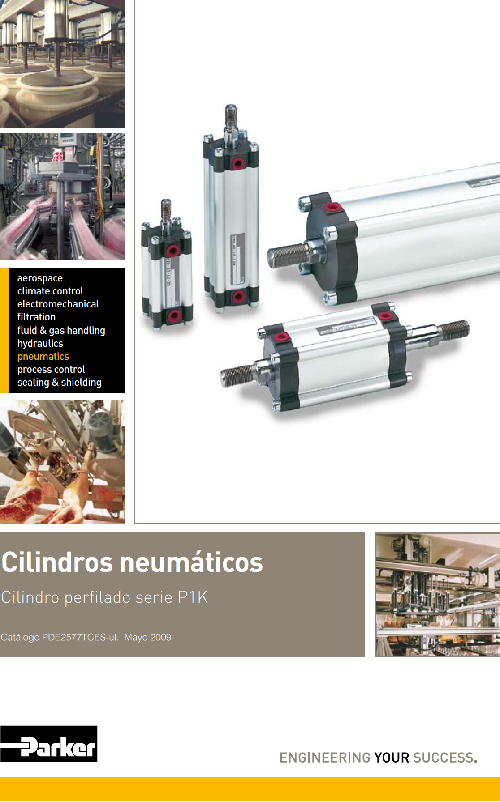 aerospace
climate control
electromechanical
filtration
fluid & gas handling
hydraulics
pneumatics
process control
sealing & shielding
Cilindros neumáticos
Cilindro perfilado serie P1K
Catálogo PDE2577TCES-ul. Mayo 2009
Parker
ENGINEERING YOUR SUCCESS.